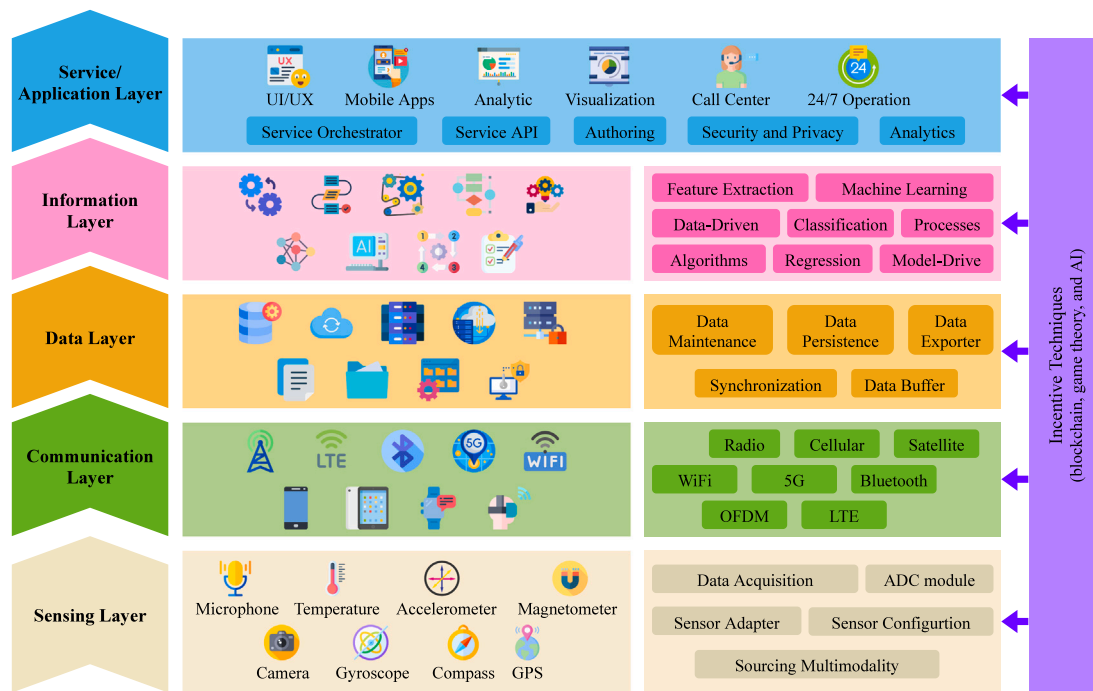 Service/
Application Layer
UX
24
UI/UX
Mobile Apps
Analytic
Visualization
Call Center
24/7 Operation
Service Orchestrator
Service API
Authoring
Security and Privacy
Analytics
Information
Layer
AI
1
2
4
3
Feature Extraction
Machine Learning
Data-Driven
Classification
Processes
Algorithms
Regression
Model-Drive
Data Layer
Data
Maintenance
Data
Persistence
Data
Exporter
Synchronization
Data Buffer
Communication
Layer
LTE
5G
WIFI
Radio
Cellular
Satellite
WiFi
5G
Bluetooth
OFDM
LTE
Sensing Layer
Microphone
Temperature
Accelerometer
Magnetometer
Camera
Gyroscope
Compass
GPS
Data Acquisition
ADC module
Sensor Adapter
Sensor Configurtion
Sourcing Multimodality
Incentive Techniques
(blockchain, game theory, and AI)